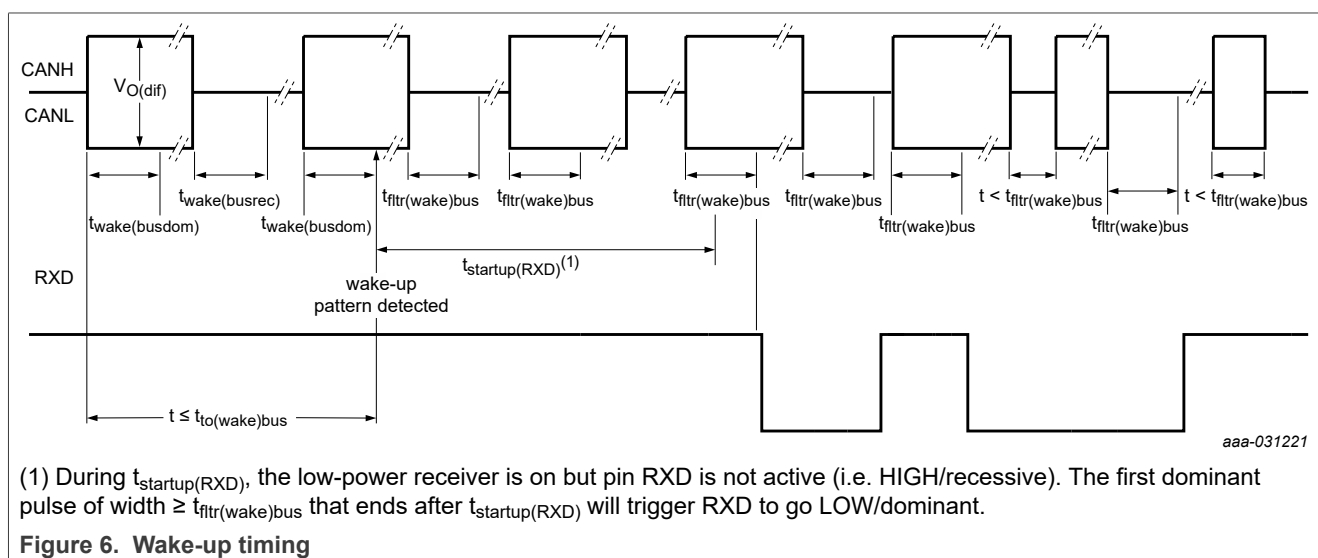 CANH
CANL
VO(dif)
twake(busdom)
twake(busrec)
twake(busdom)
tfltr(wake)bus
tfltr(wake)bus
tfltr(wake)bus
tfltr(wake)bus
tfltr(wake)bus
t < tfltr(wake)bus
tfltr(wake)bus
t < tfltr(wake)bus
tstartup(RXD)(1)
RXD
wake-up
pattern detected
t ≤ tto(wake)bus
aaa-031221
(1) During tstartup(RXD), the low-power receiver is on but pin RXD is not active (i.e. HIGH/recessive). The first dominant
pulse of width ≥ tfltr(wake)bus that ends after tstartup(RXD) will trigger RXD to go LOW/dominant.
Figure 6. Wake-up timing